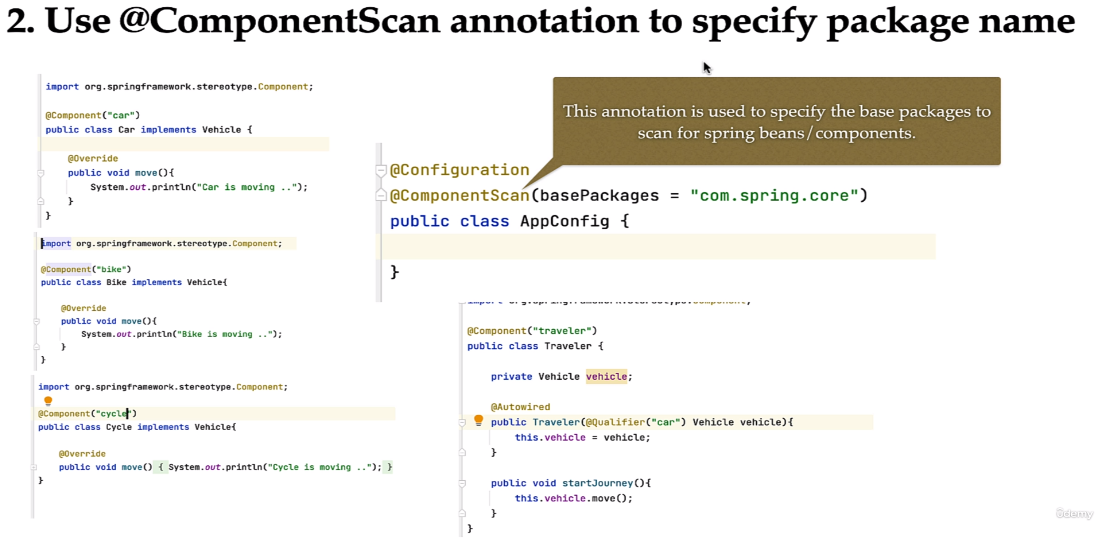 2. Use @ComponentScan annotation to specify package name
import org.springframework.stereotype.Component;
@Component("car")
public class Car implements Vehicle {
@Override
public void move(){
System.out.println("Car is moving ..");
}
}
import org.springframework.stereotype.Component;
@Component("bike")
public class Bike implements Vehicle{
@Override
public void move(){
System.out.println("Bike is moving ..");
}
}
import org.springframework.stereotype.Component;
@Component("cycle")
public class Cycle implements Vehicle{
@Override
public void move() { System.out.println("Cycle is moving .."); }
}
This annotation is used to specify the base packages to
scan for spring beans/components.
@Configuration
@ComponentScan(basePackages = "com.spring.core")
public class AppConfig {
}
import org.springframework.stereotype.Component;
@Component("traveler")
public class Traveler {
private Vehicle vehicle;
@Autowired
public Traveler(@Qualifier("car") Vehicle vehicle){
this.vehicle = vehicle;
}
public void startJourney(){
this.vehicle.move();
}
}
ûdemy